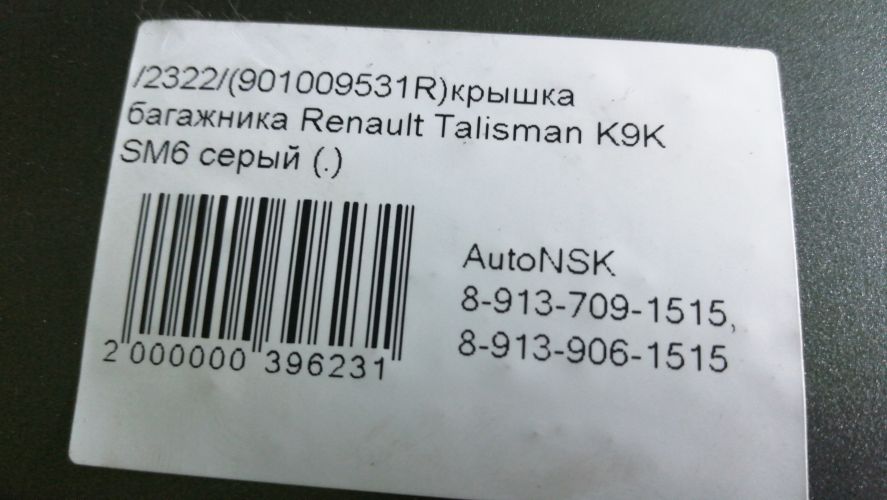 /2322/(901009531R)крышка
багажника Renault Talisman K9K
SM6 серый (.)
AutoNSK
8-913-709-1515,
8-913-906-1515
2 000000 396231